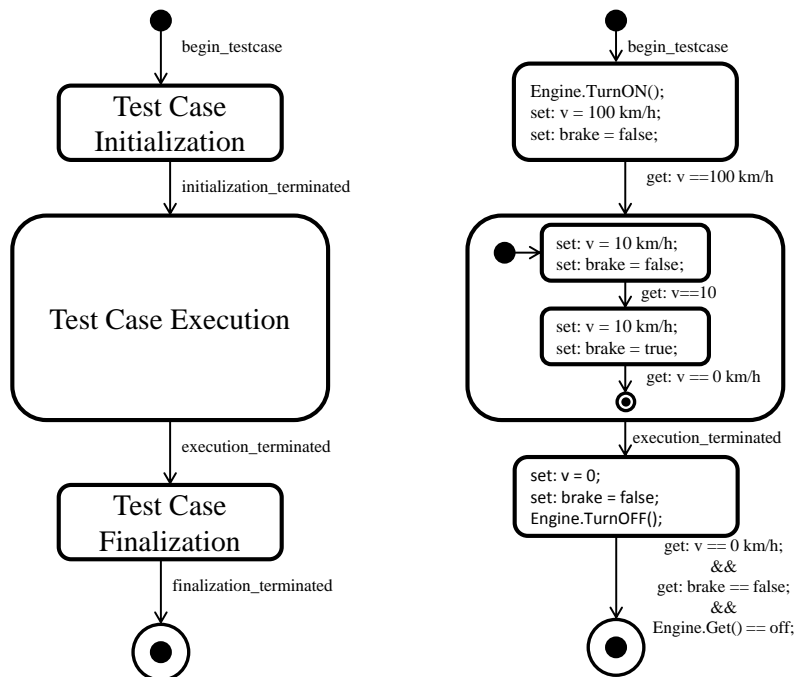 begin_testcase
Test Case
Initialization
initialization_terminated
Test Case Execution
execution_terminated
Test Case
Finalization
finalization_terminated
begin_testcase
Engine.TurnON();
set: v = 100 km/h;
set: brake = false;
get: v ==100 km/h
set: v = 10 km/h;
set: brake = false;
get: v==10
set: v = 10 km/h;
set: brake = true;
get: v == 0 km/h
execution_terminated
set: v = 0;
set: brake = false;
Engine.TurnOFF();
get: v == 0 km/h;
&&
get: brake == false;
&&
Engine.Get() == off;